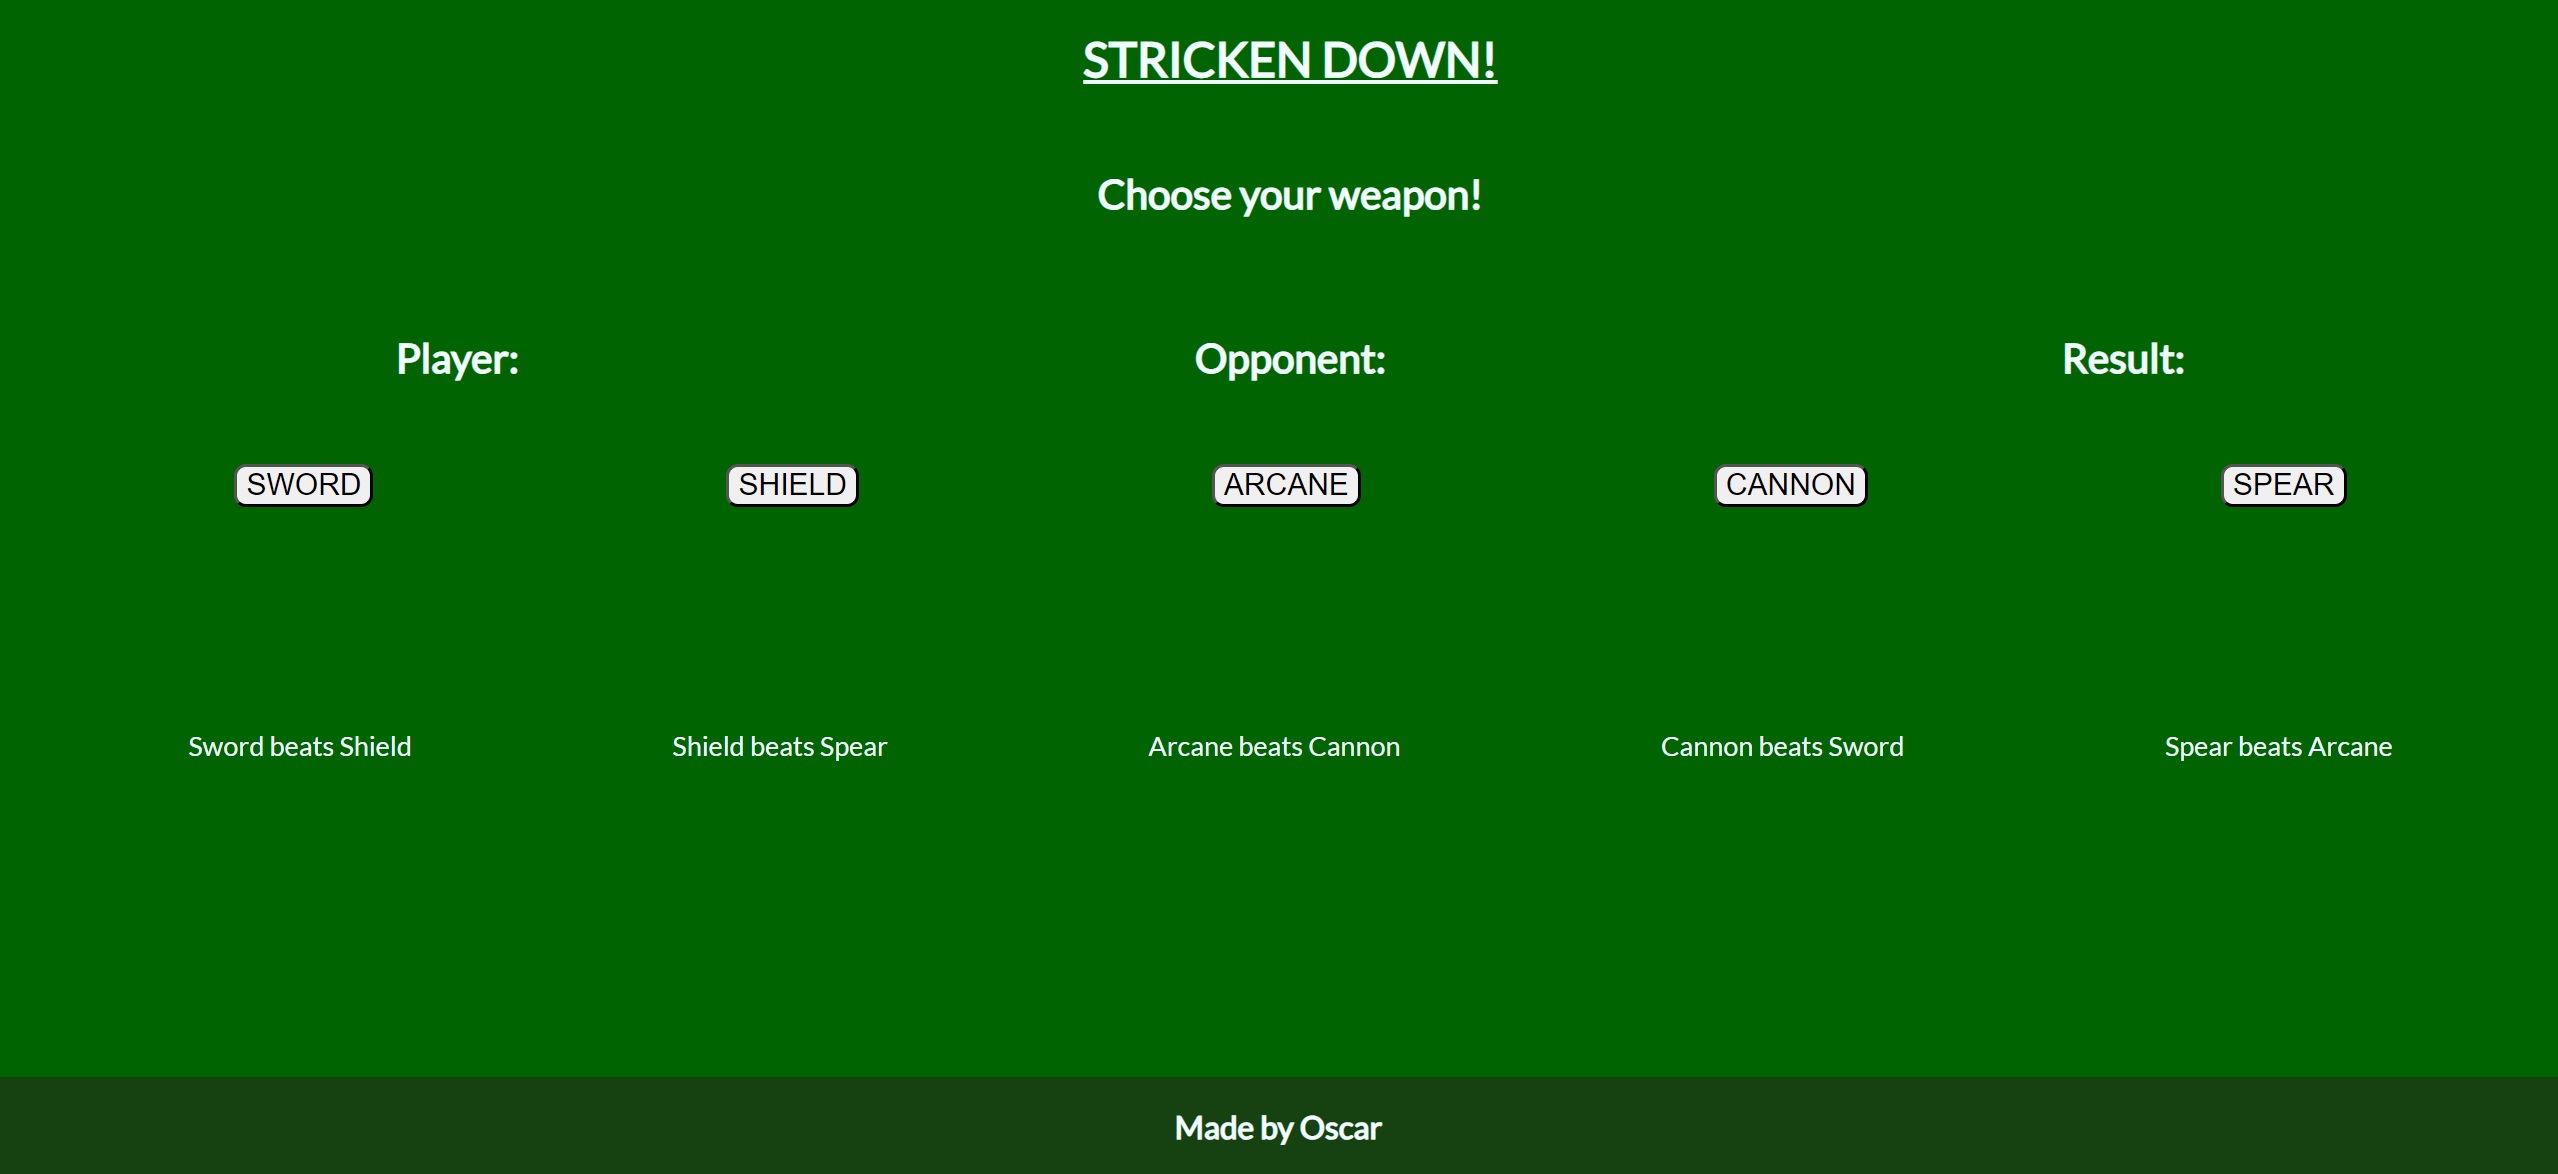 STRICKEN DOWN!
Choose your weapon!
Player: Opponent: Result:
SWORD SHIELD ARCANE CANNON SPEAR
Sword beats Shield Shield beats Spear Arcane beats Cannon Cannon beats Sword Spear beats Arcane
Made by Oscar